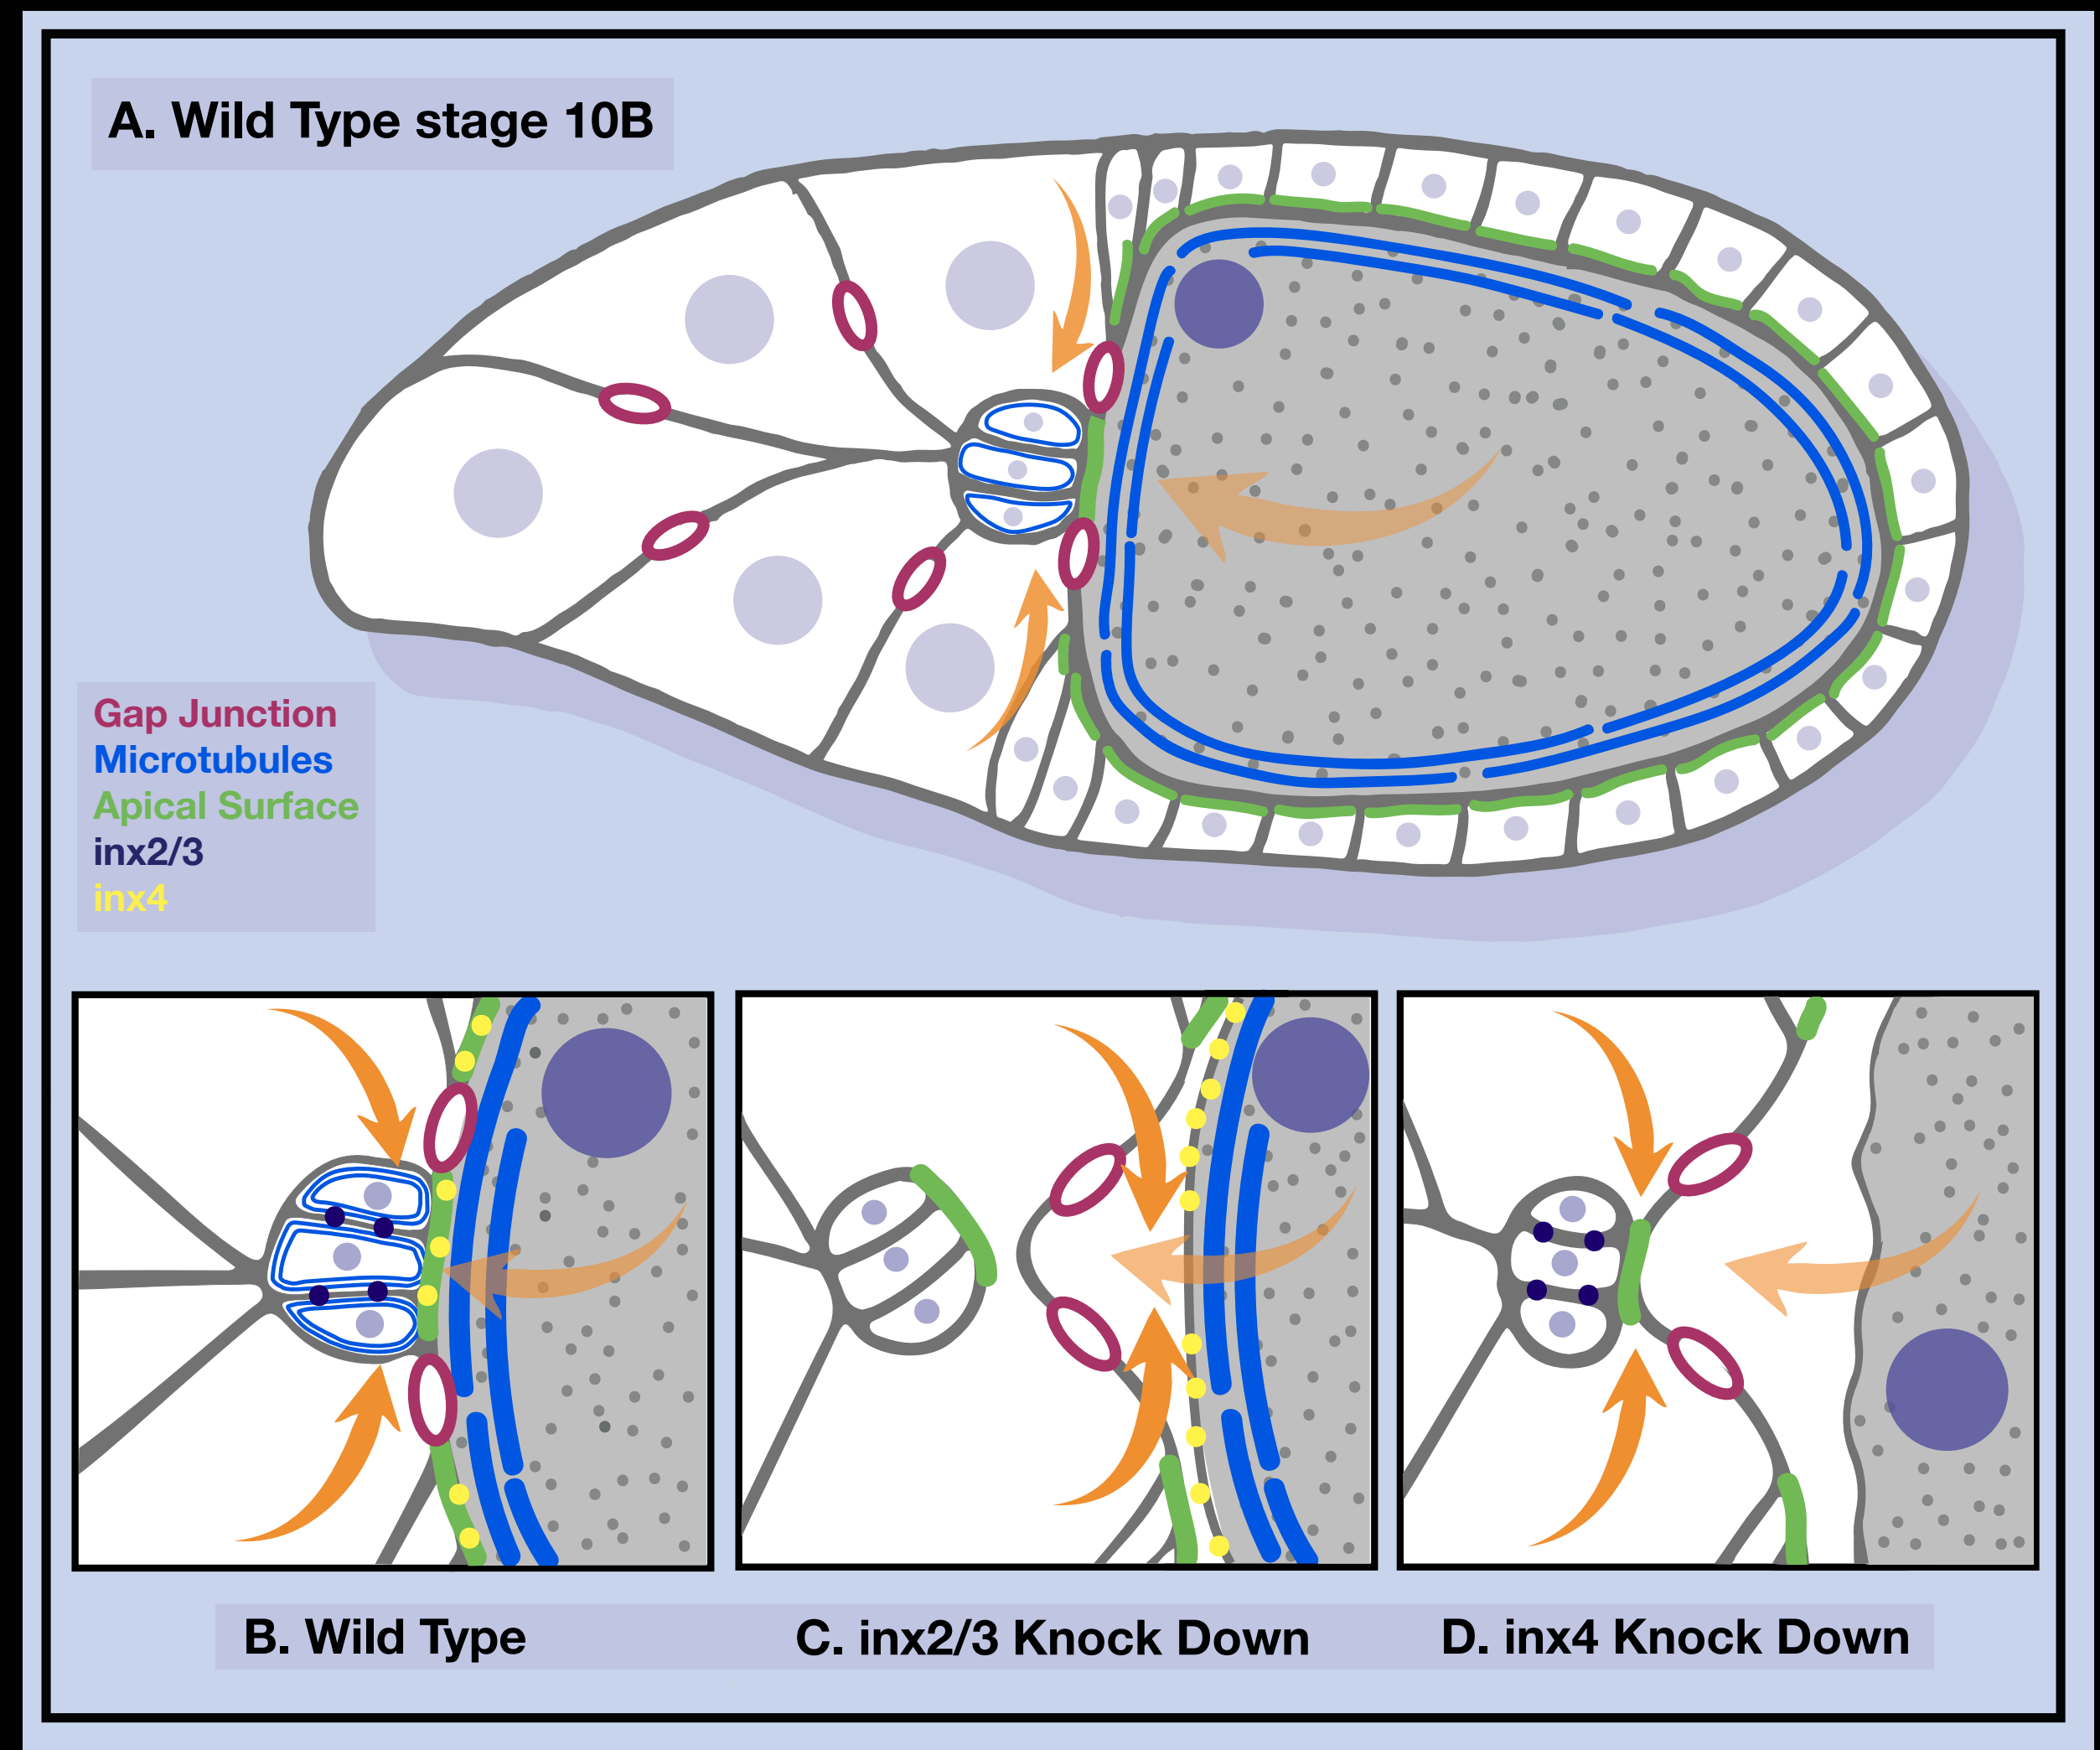 A. Wild Type stage 10B
Gap Junction
Microtubules
Apical Surface
inx2/3
inx4
B. Wild Type
C. inx2/3 Knock Down
D. inx4 Knock Down